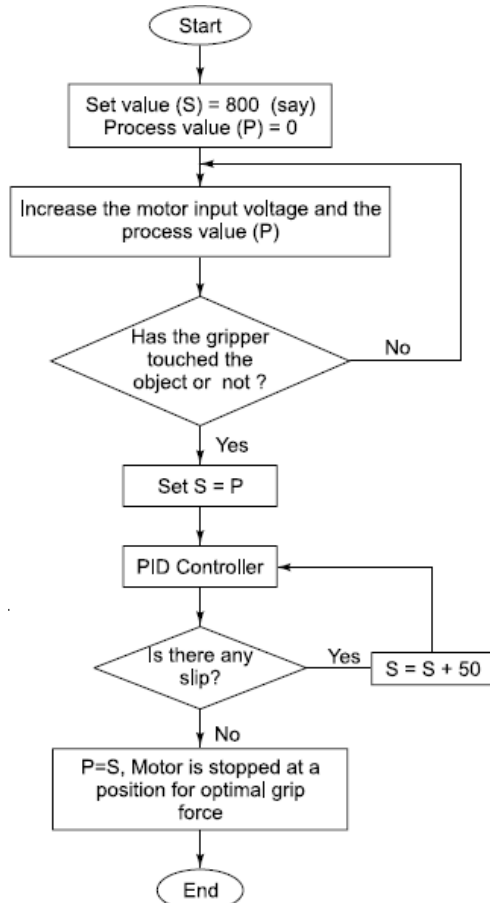 Start
Set value (S) = 800 (say)
Process value (P) = 0
Increase the motor input voltage and the
process value (P)
Has the gripper
touched the
object or not ?
No
Yes
Set S = P
PID Controller
Is there any
slip?
Yes
S = S + 50
No
P=S, Motor is stopped at a
position for optimal grip
force
End